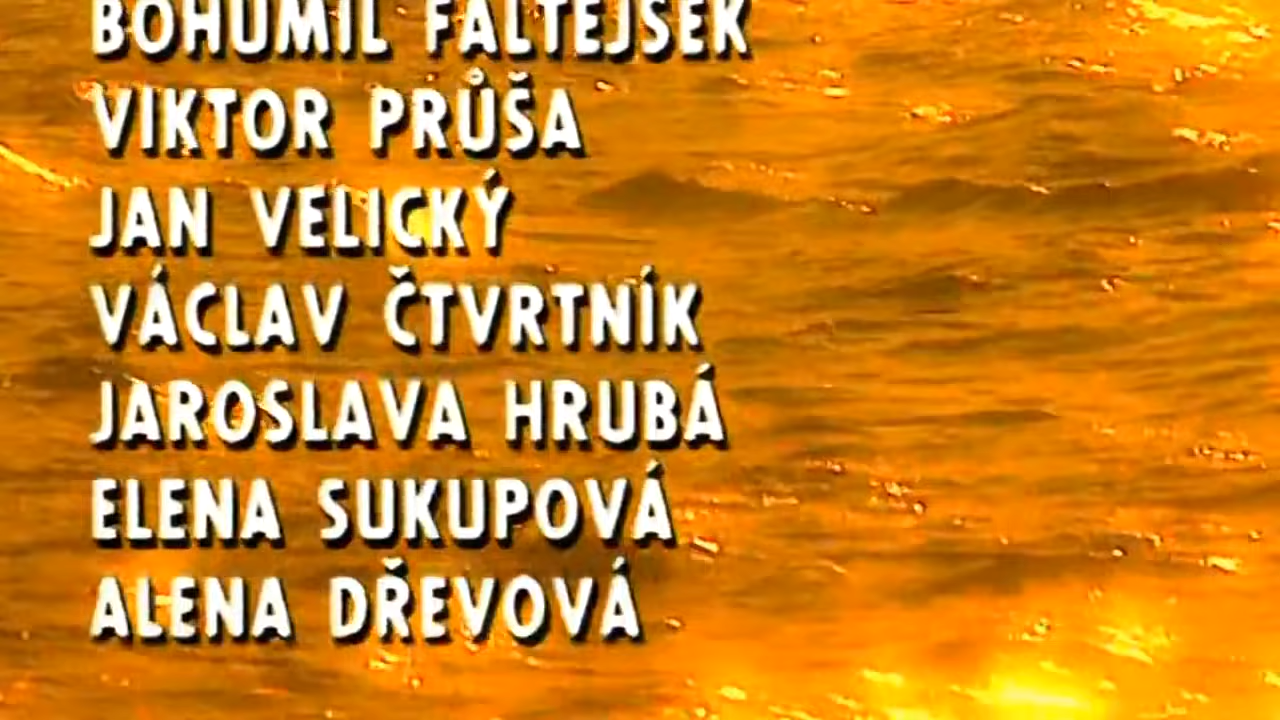 BOHUMIL FALTEJSEK
VIKTOR PRŮŠA
JAN VELICKÝ
VÁCLAV ČTVRTNÍK
JAROSLAVA HRUBÁ
ELENA SUKUPOVÁ
ALENA DŘEVOVÁ